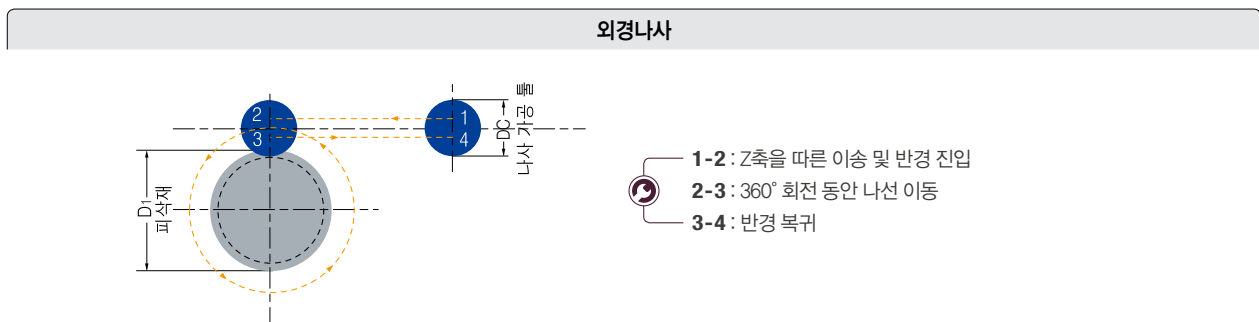 외경나사
2
3
1
4
DC
나사 가공 툴
D1
피삭재
1-2 : Z축을 따른 이송 및 반경 진입
2-3 : 360° 회전 동안 나선 이동
3-4 : 반경 복귀